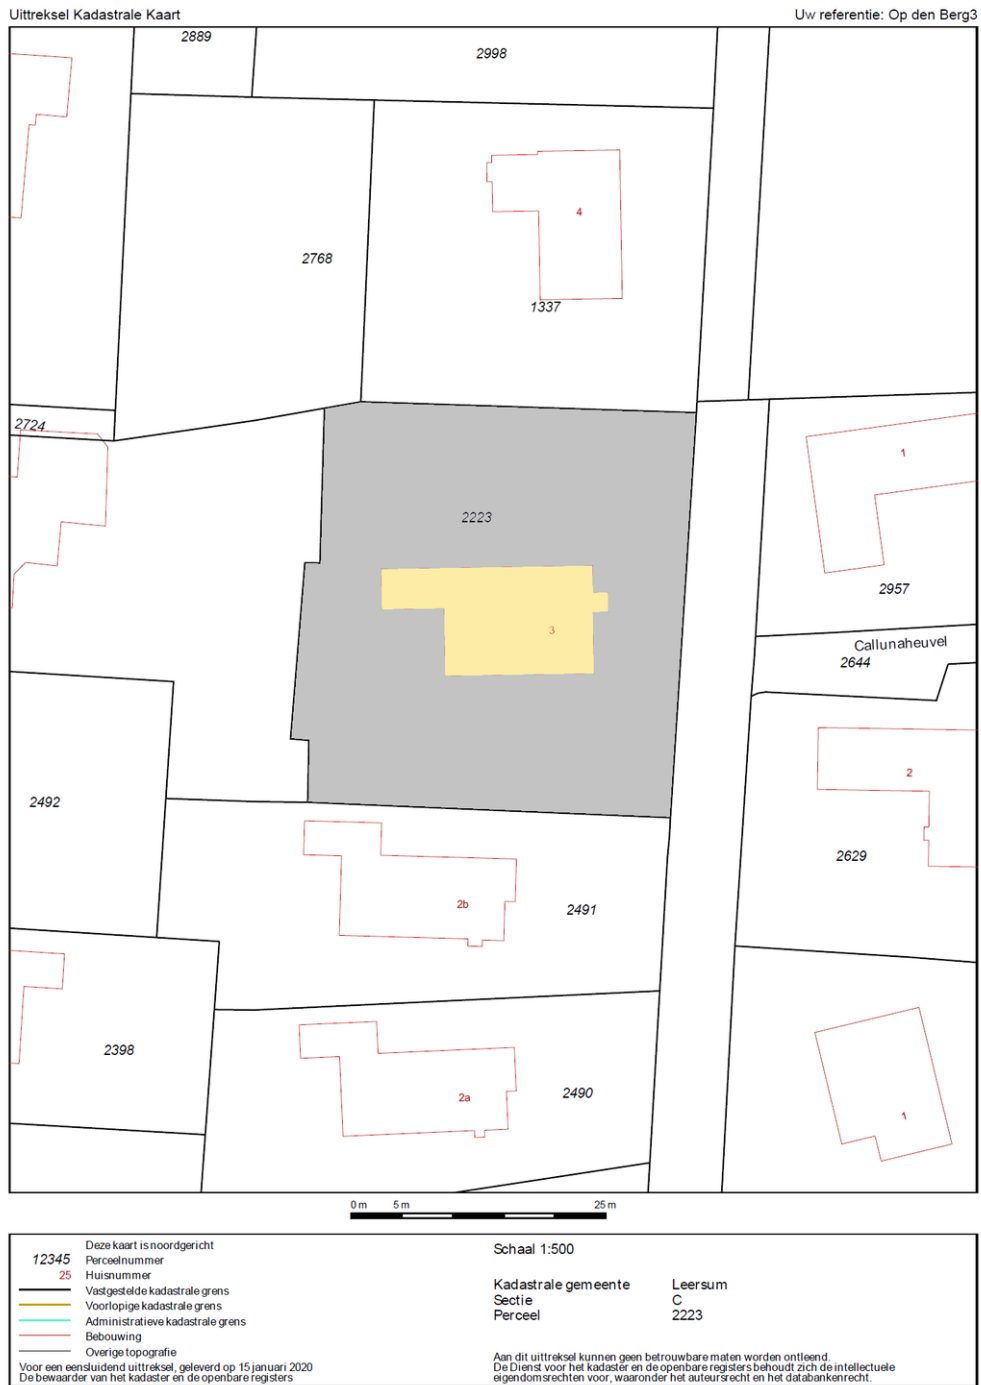 Uittreksel Kadastrale Kaart
Uw referentie: Op den Berg3
2889
2998
4
2768
1337
2724
1
2223
2957
3
Callunaheuvel
2644
2
2492
2629
2b
2491
2398
2490
2a
1
0 m 5 m 25 m
Deze kaart is noordgericht
12345 Perceelnummer
25 Huisnummer
Vastgestelde kadastrale grens
Voorlopige kadastrale grens
Administratieve kadastrale grens
Bebouwing
Overige topografie
Voor een eensluidend uittreksel, geleverd op 15 januari 2020
De bewaarder van het kadaster en de openbare registers
Schaal 1:500
Kadastrale gemeente Leersum
Sectie C
Perceel 2223
Aan dit uittreksel kunnen geen betrouwbare maten worden ontleend.
De Dienst voor het kadaster en de openbare registers behoudt zich de intellectuele
eigendomsrechten voor, waaronder het auteursrecht en het databankenrecht.